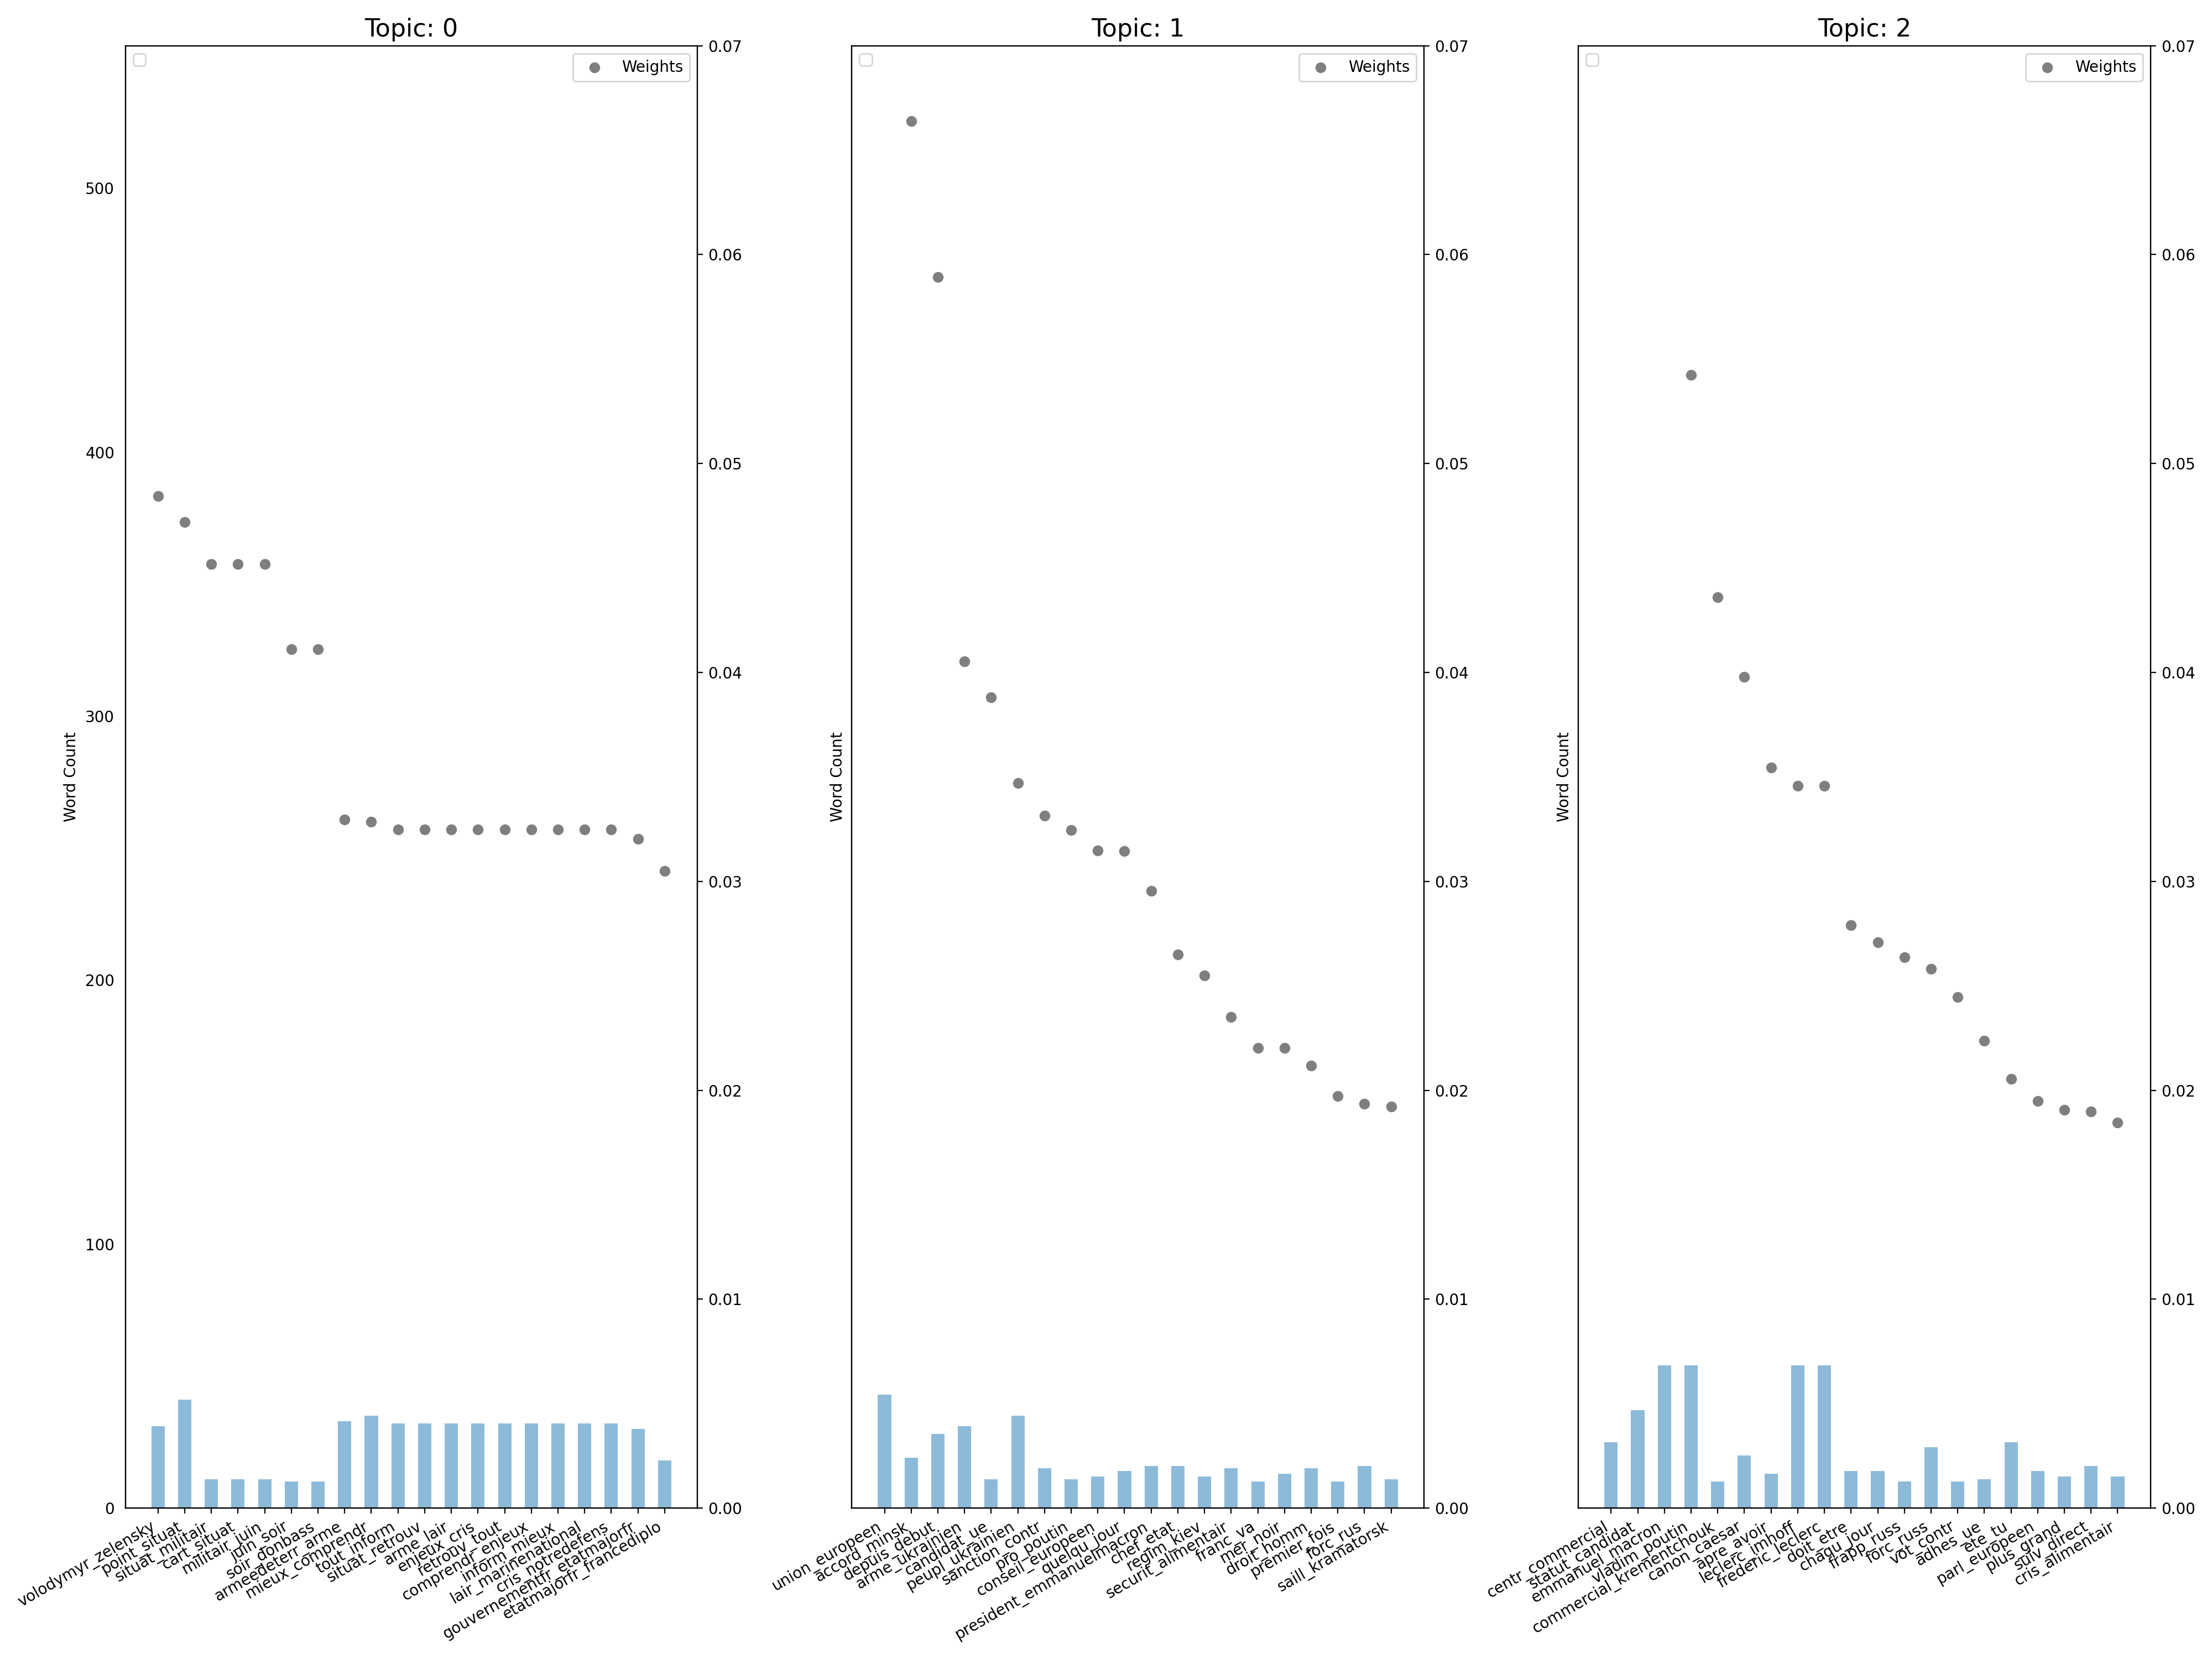 Topic: 0
Topic: 1
Topic: 2
Weights
Weights
Weights
Word Count
Word Count
Word Count
500
400
300
200
100
0
0.07
0.06
0.05
0.04
0.03
0.02
0.01
0.00
0.07
0.06
0.05
0.04
0.03
0.02
0.01
0.00
0.07
0.06
0.05
0.04
0.03
0.02
0.01
0.00
volodymyr_zelensky
point_situat
situat_militair
cart_situat
militair_juin
juin_soir
soir_donbass
armeedeterr_arme
mieux_comprendr
tout_inform
situat_retrouv
arme_lair
enjeux_cris
retrouv_tout
comprendr_enjeux
inform_mieux
lair_marinenational
cris_notredefens
gouvernementfr_etatmajorfr
etatmajorfr_francediplo
union_europeen
accord_minsk
depuis_debut
arme_ukrainien
candidat_ue
peupl_ukrainien
sanction_contr
pro_poutin
conseil_europeen
quelqu_jour
president_emmanuelmacron
chef_etat
regim_kiev
securit_alimentair
franc_va
mer_noir
droit_homm
premier_fois
forc_rus
saill_kramatorsk
centr_commercial
statut_candidat
emmanuel_macron
vladim_poutin
commercial_krementchouk
canon_caesar
apre_avoir
leclerc_imhoff
frederic_leclerc
doit_etre
chaqu_jour
frapp_russ
forc_russ
vot_contr
adhes_ue
ete_tu
parl_europeen
plus_grand
suiv_direct
cris_alimentair